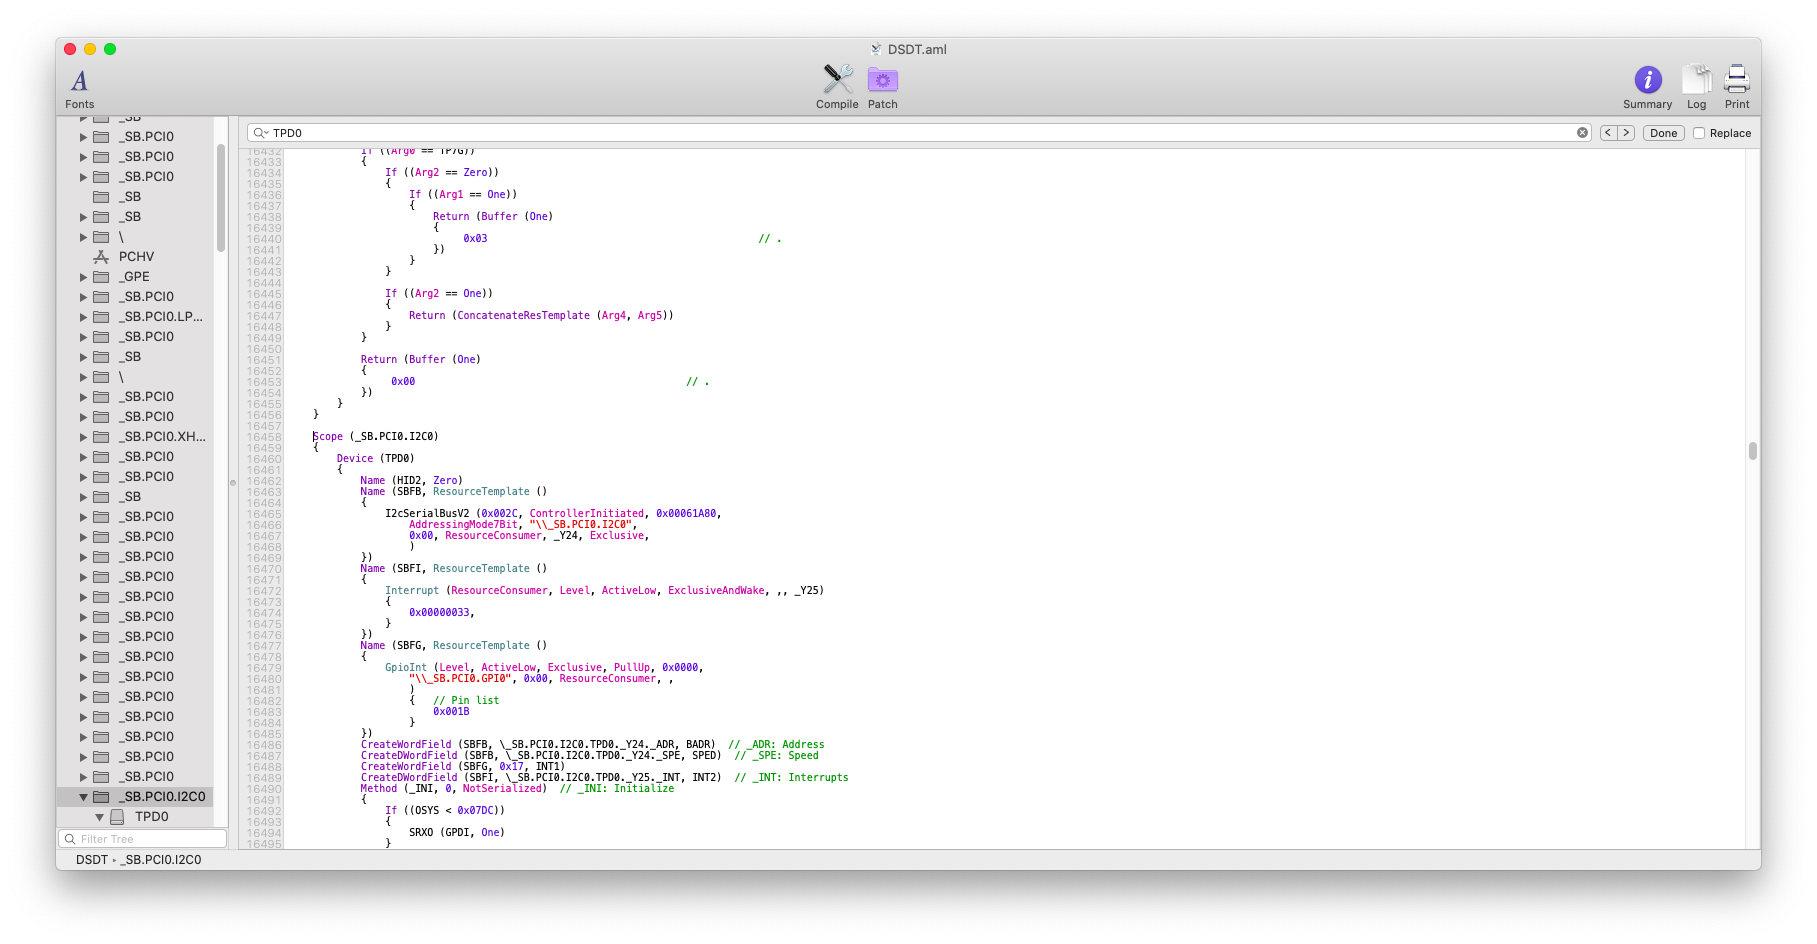 DSDT.aml
A
Fonts
Compile
Patch
i
Summary
Log
Print
TPD0
< >
Done
Replace
_SB
_SB.PCI0
_SB.PCI0
_SB.PCI0
_SB
_SB
\
PCHV
_GPE
_SB.PCI0
_SB.PCI0.LP...
_SB.PCI0
_SB
\
_SB.PCI0
_SB.PCI0
_SB.PCI0.XH...
_SB.PCI0
_SB.PCI0
_SB
_SB.PCI0
_SB.PCI0
_SB.PCI0
_SB.PCI0
_SB.PCI0
_SB.PCI0
_SB.PCI0
_SB.PCI0
_SB.PCI0
_SB.PCI0
_SB.PCI0
_SB.PCI0
_SB.PCI0
_SB.PCI0
_SB.PCI0.I2C0
TPD0
Filter Tree
16432 If ((Arg0 == TP7G))
16433 {
16434 If ((Arg2 == Zero))
16435 {
16436 If ((Arg1 == One))
16437 {
16438 Return (Buffer (One)
16439 {
16440 0x03 // .
16441 })
16442 }
16443 }
16444
16445 If ((Arg2 == One))
16446 {
16447 Return (ConcatenateResTemplate (Arg4, Arg5))
16448 }
16449 }
16450
16451 Return (Buffer (One)
16452 {
16453 0x00 // .
16454 })
16455 }
16456 }
16457
16458 Scope (_SB.PCI0.I2C0)
16459 {
16460 Device (TPD0)
16461 {
16462 Name (HID2, Zero)
16463 Name (SBFB, ResourceTemplate ()
16464 {
16465 I2cSerialBusV2 (0x002C, ControllerInitiated, 0x00061A80,
16466 AddressingMode7Bit, "\\_SB.PCI0.I2C0",
16467 0x00, ResourceConsumer, _Y24, Exclusive,
16468 )
16469 })
16470 Name (SBFI, ResourceTemplate ()
16471 {
16472 Interrupt (ResourceConsumer, Level, ActiveLow, ExclusiveAndWake, ,, _Y25)
16473 {
16474 0x00000033,
16475 }
16476 })
16477 Name (SBFG, ResourceTemplate ()
16478 {
16479 GpioInt (Level, ActiveLow, Exclusive, PullUp, 0x0000,
16480 "\\_SB.PCI0.GPI0", 0x00, ResourceConsumer, ,
16481 )
16482 { // Pin list
16483 0x001B
16484 }
16485 })
16486 CreateWordField (SBFB, \_SB.PCI0.I2C0.TPD0._Y24._ADR, BADR) // _ADR: Address
16487 CreateDWordField (SBFB, \_SB.PCI0.I2C0.TPD0._Y24._SPE, SPED) // _SPE: Speed
16488 CreateWordField (SBFG, 0x17, INT1)
16489 CreateDWordField (SBFI, \_SB.PCI0.I2C0.TPD0._Y25._INT, INT2) // _INT: Interrupts
16490 Method (_INI, 0, NotSerialized) // _INI: Initialize
16491 {
16492 If ((OSYS < 0x07DC))
16493 {
16494 SRXO (GPDI, One)
16495 }
DSDT ▸ _SB.PCI0.I2C0